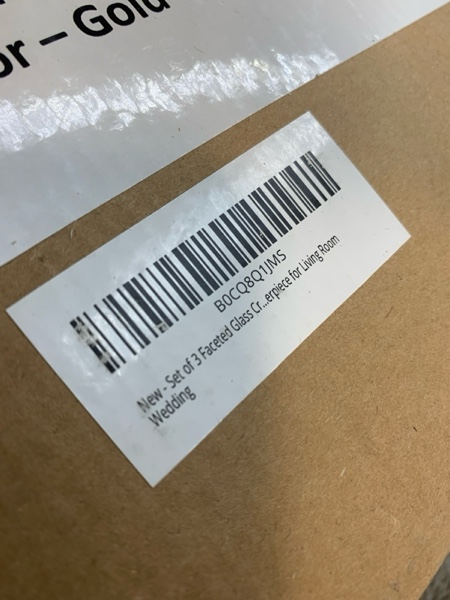 or – Gold
B0CQ8Q1JMS
New - Set of 3 Faceted Glass Cr...erpiece for Living Room
Wedding